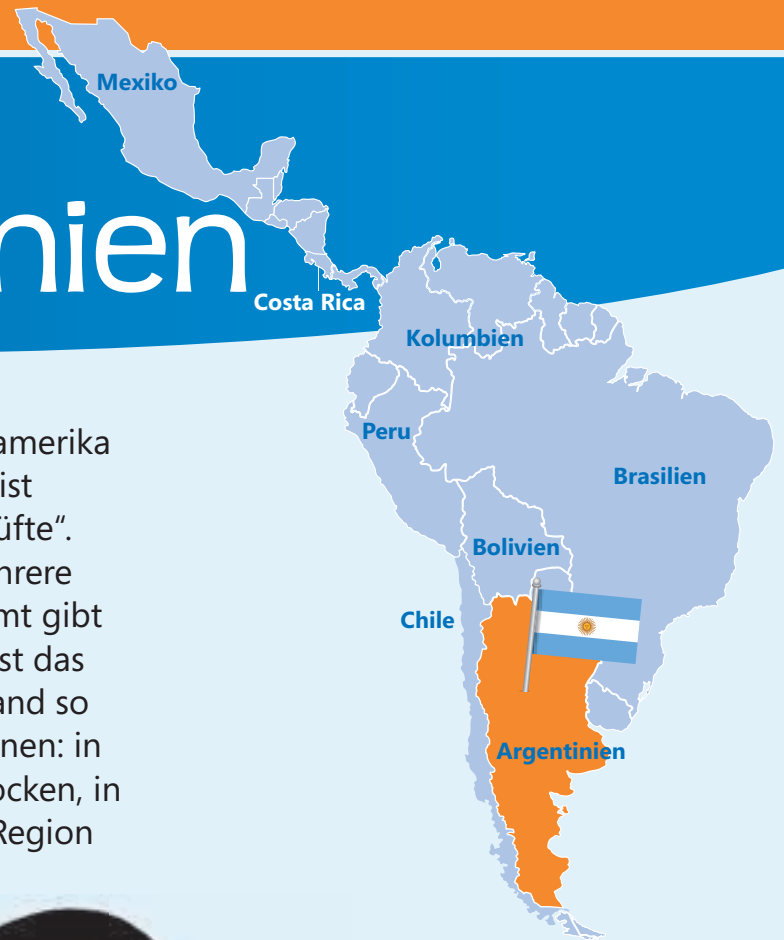 Mexiko
nien
Costa Rica
Kolumbien
Peru
Brasilien
Bolivien
Chile
Argentinien
amerika
ist
üfte“.
hrere
mt gibt
st das
and so
nen: in
ocken, in
Region